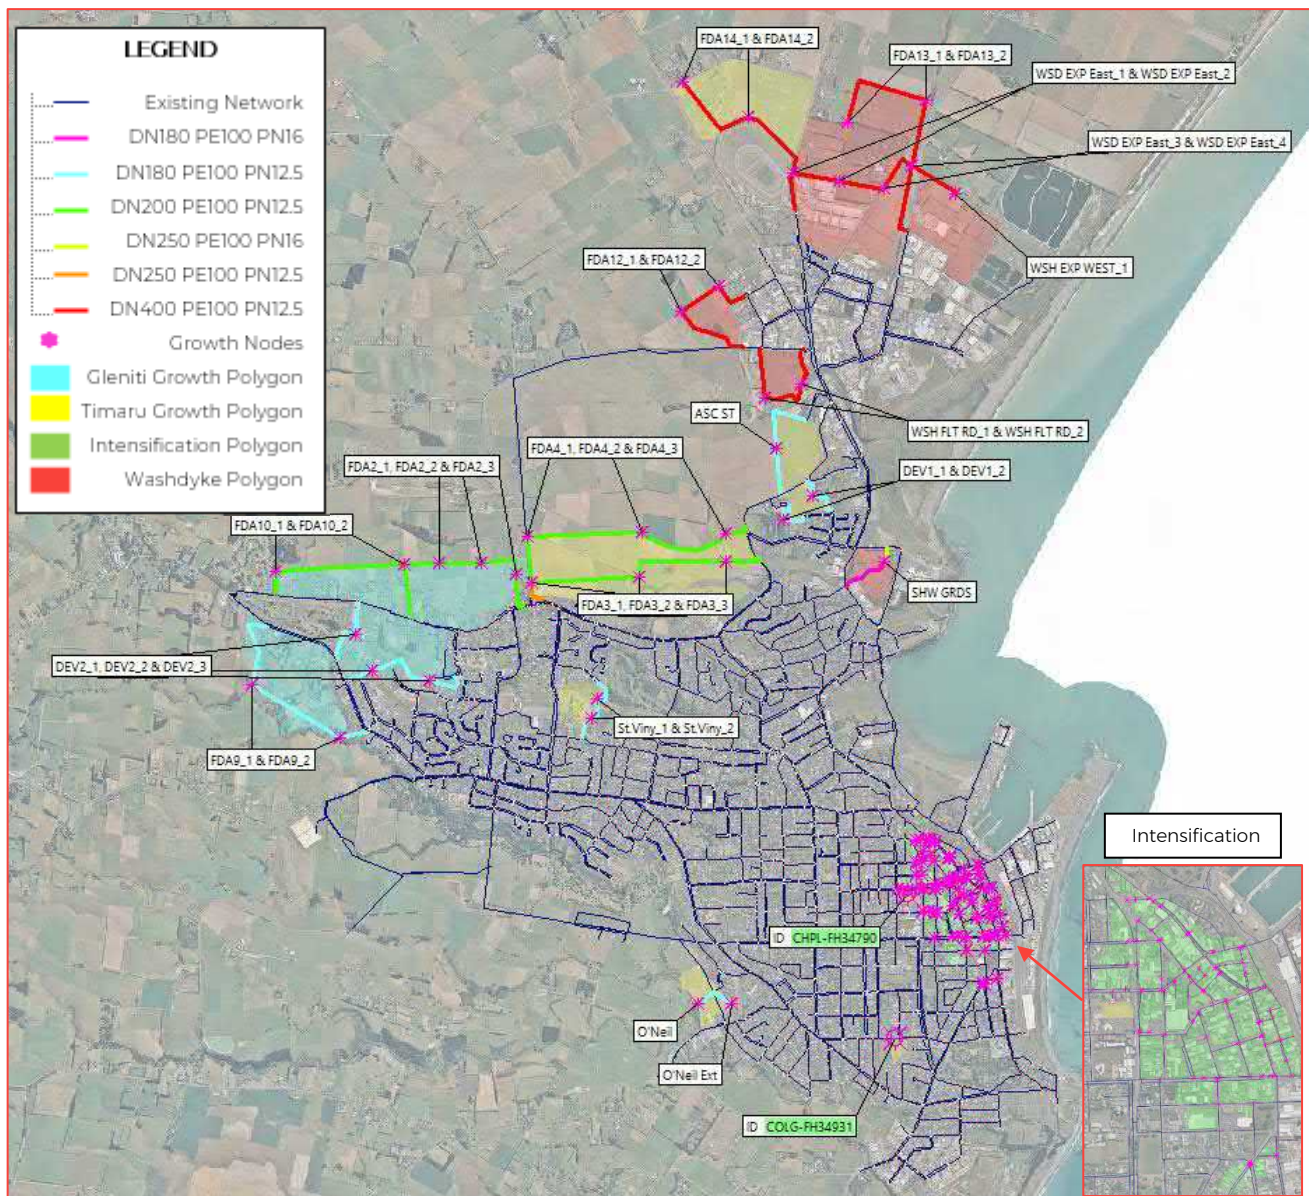 LEGEND
Existing Network
DN180 PE100 PN16
DN180 PE100 PN12.5
DN200 PE100 PN12.5
DN250 PE100 PN16
DN250 PE100 PN12.5
DN400 PE100 PN12.5
Growth Nodes
Gleniti Growth Polygon
Timaru Growth Polygon
Intensification Polygon
Washdyke Polygon
FDA14_1 & FDA14_2
FDA13_1 & FDA13_2
WSD EXP East_1 & WSD EXP East_2
WSD EXP East_3 & WSD EXP East_4
WSH EXP WEST_1
FDA12_1 & FDA12_2
ASC ST
WSH FLT RD_1 & WSH FLT RD_2
FDA4_1, FDA4_2 & FDA4_3
FDA2_1, FDA2_2 & FDA2_3
DEV1_1 & DEV1_2
FDA10_1 & FDA10_2
SHW GRDS
FDA3_1, FDA3_2 & FDA3_3
DEV2_1, DEV2_2 & DEV2_3
St.Viny_1 & St.Viny_2
FDA9_1 & FDA9_2
Intensification
ID CHPL-FH34790
O'Neil
O'Neil Ext
ID COLG-FH34931